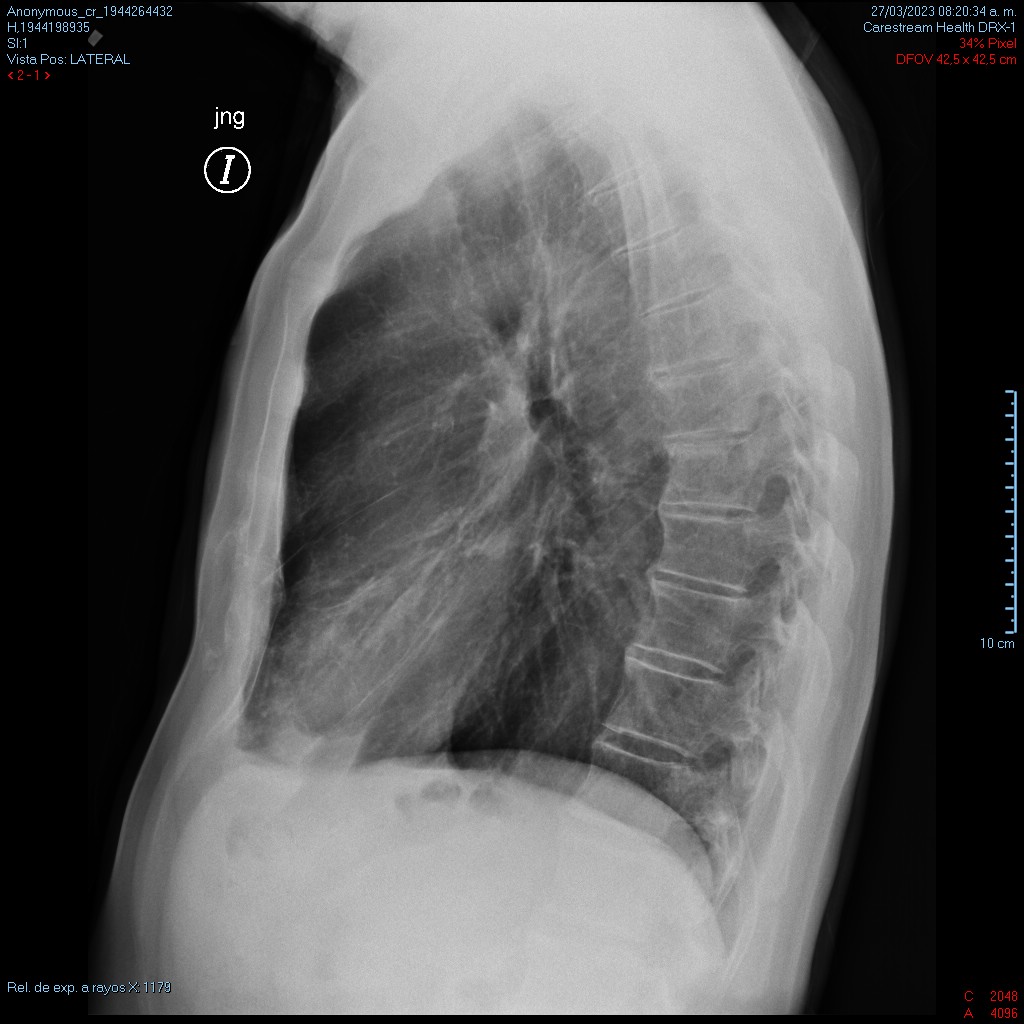 Anonymous_cr_1944264432
H,1944198935
SI:1
Vista Pos: LATERAL
<2-1>
27/03/2023 08:20:34 a. m.
Carestream Health DRX-1
34% Pixel
DFOV 42,5 x 42,5 cm
jng
I
10 cm
Rel. de exp. a rayos X: 1179
C 2048
A 4096